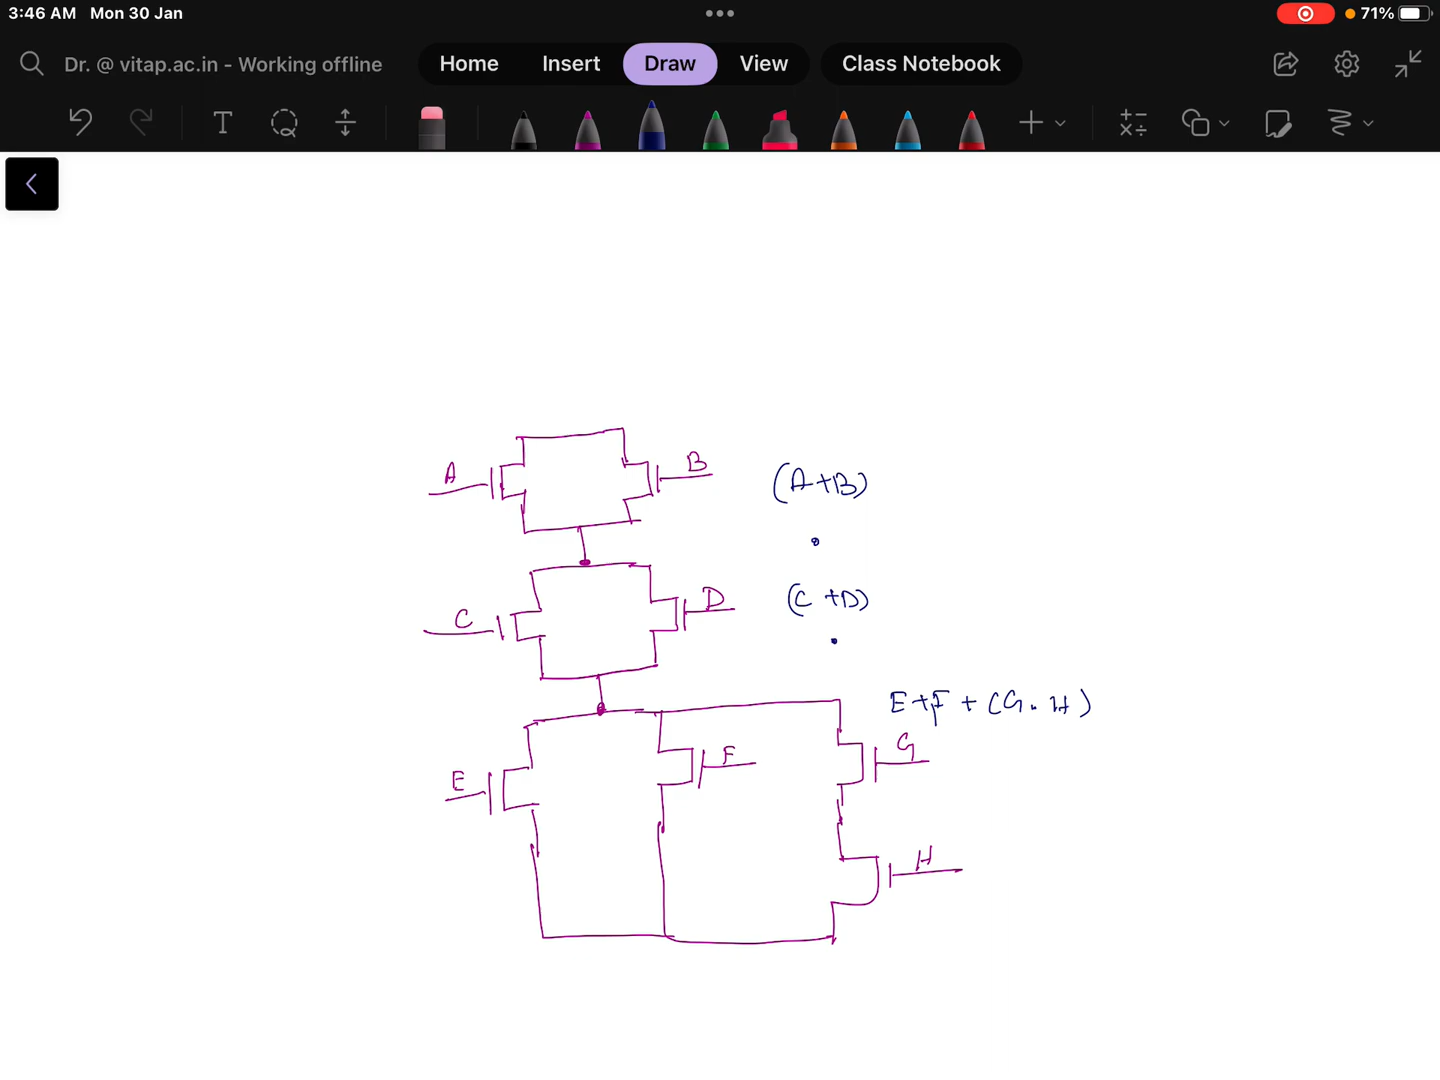 3:46 AM Mon 30 Jan
71%
Dr. @ vitap.ac.in - Working offline
Home Insert Draw View Class Notebook
A B (A+B)
.
C D (C+D)
.
E+F+(G.H)
E F G
H